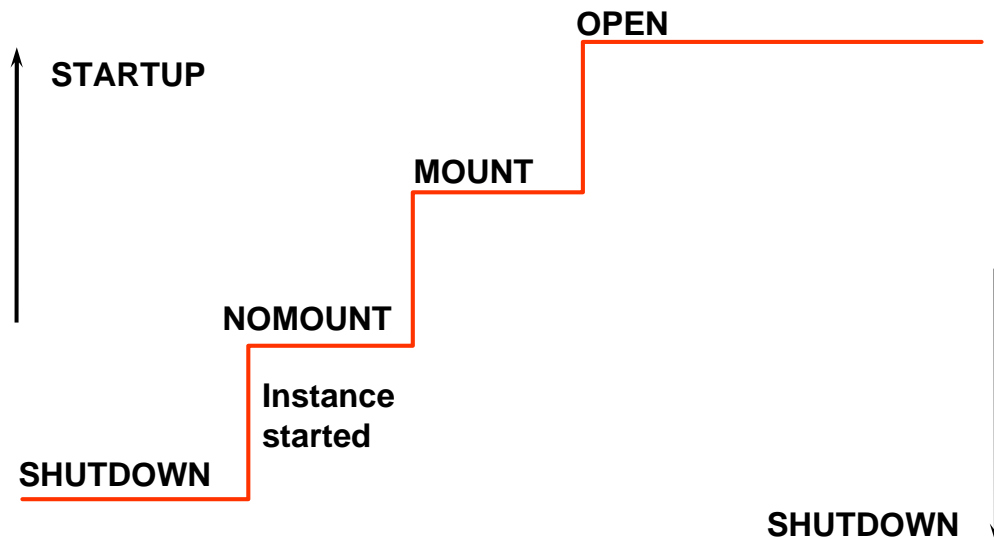 OPEN
STARTUP
MOUNT
NOMOUNT
Instance
started
SHUTDOWN
SHUTDOWN